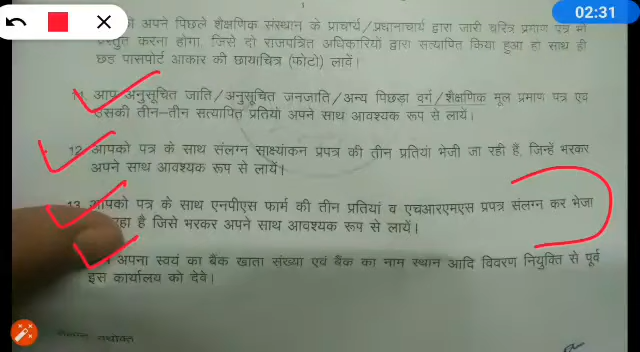 02:31
अपने पिछले शैक्षणिक संस्थान के प्राचार्य/प्रधानाचार्य द्वारा जारी चरित्र प्रमाण पत्र भी
प्रस्तुत करना होगा, जिसे दो राजपत्रित अधिकारियों द्वारा सत्यापित किया हुआ हो साथ ही
छह पासपोर्ट आकार की छायाचित्र (फोटो) लावें।
11. आप अनुसूचित जाति/अनुसूचित जनजाति/अन्य पिछड़ा वर्ग/शैक्षणिक मूल प्रमाण पत्र एवं
उसकी तीन–तीन सत्यापित प्रतियां अपने साथ आवश्यक रूप से लायें।
12. आपको पत्र के साथ संलग्न साक्ष्यांकन प्रपत्र की तीन प्रतियां भेजी जा रही है, जिन्हें भरकर
अपने साथ आवश्यक रूप से लायें।
13. आपको पत्र के साथ एनपीएस फार्म की तीन प्रतियां व एचआरएमएस प्रपत्र संलग्न कर भेजा
रहा है जिसे भरकर अपने साथ आवश्यक रूप से लायें।
अपना स्वयं का बैंक खाता संख्या एवं बैंक का नाम स्थान आदि विवरण नियुक्ति से पूर्व
इस कार्यालय को देवे।